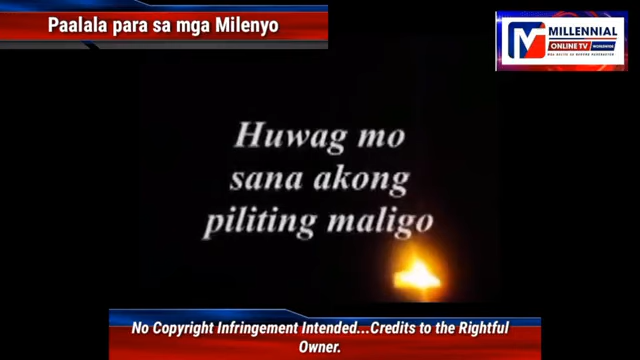 Paalala para sa mga Milenyo
MILLENNIAL
ONLINE TV WORLDWIDE
Huwag mo
sana akong
piliting maligo
No Copyright Infringement Intended...Credits to the Rightful
Owner.